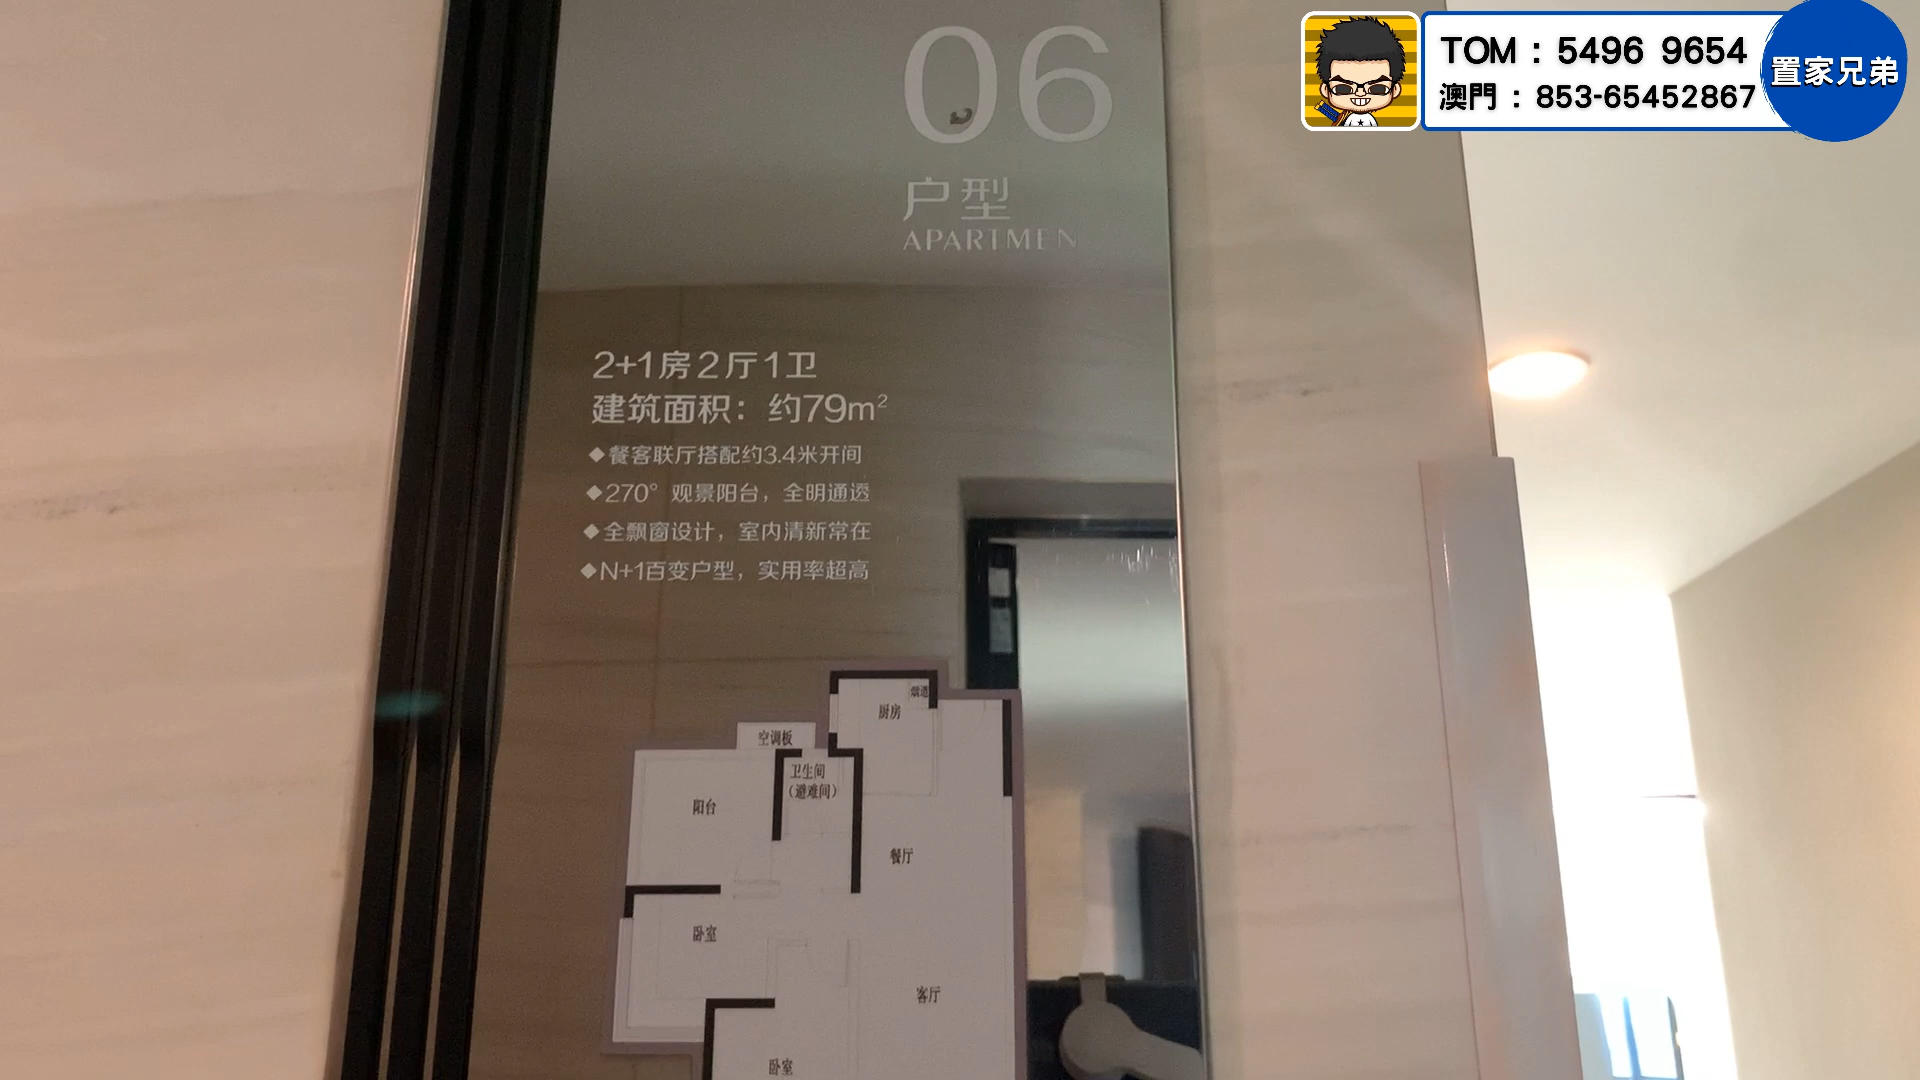 TOM : 5496 9654
澳門 : 853-65452867
置家兄弟
06
户型
APARTMEN
2+1房2厅1卫
建筑面积：约79m²
◆餐客联厅搭配约3.4米开间
◆270°观景阳台，全明通透
◆全飘窗设计，室内清新常在
◆N+1百变户型，实用率超高
烟道
厨房
空调板
卫生间
（避难间）
阳台
餐厅
卧室
客厅
卧室